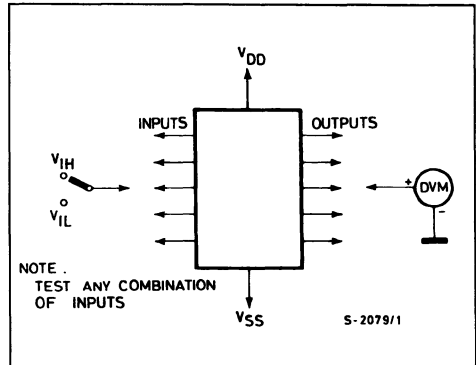 VDD
INPUTS
OUTPUTS
VIH
VIL
+
DVM
-
NOTE.
TEST ANY COMBINATION
OF INPUTS
VSS
S-2079/1